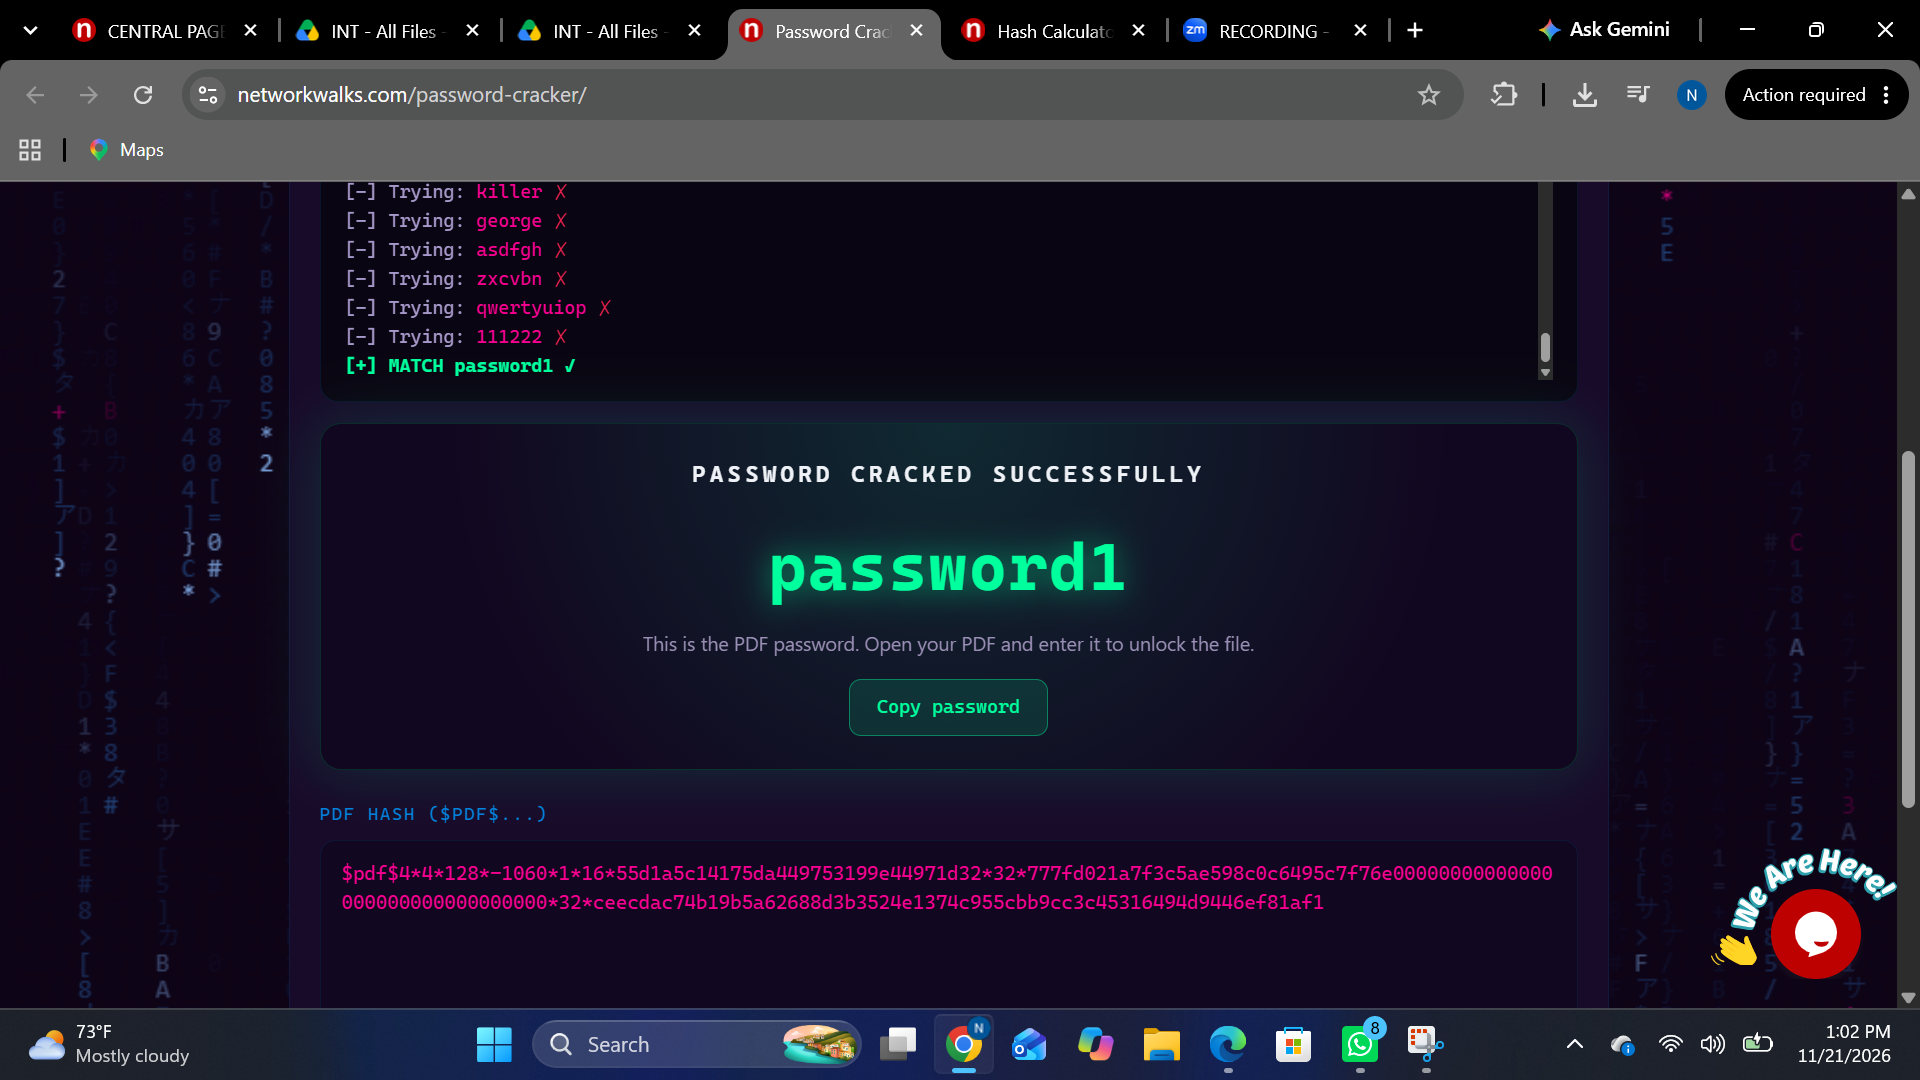 CENTRAL PAGE
INT - All Files -
INT - All Files -
Password Crac
Hash Calculato
zm
RECORDING -
Ask Gemini
networkwalks.com/password-cracker/
N
Action required
Maps
[-] Trying: killer ✗
[-] Trying: george ✗
[-] Trying: asdfgh ✗
[-] Trying: zxcvbn ✗
[-] Trying: qwertyuiop ✗
[-] Trying: 111222 ✗
[+] MATCH password1 ✓
PASSWORD CRACKED SUCCESSFULLY
password1
This is the PDF password. Open your PDF and enter it to unlock the file.
Copy password
PDF HASH ($PDF$...)
$pdf$4*4*128*-1060*1*16*55d1a5c14175da449753199e44971d32*32*777fd021a7f3c5ae598c0c6495c7f76e00000000000000
000000000000000000*32*ceecdac74b19b5a62688d3b3524e1374c955cbb9cc3c45316494d9446ef81af1
We Are Here!
73°F
Mostly cloudy
Search
N
8
1:02 PM
11/21/2026